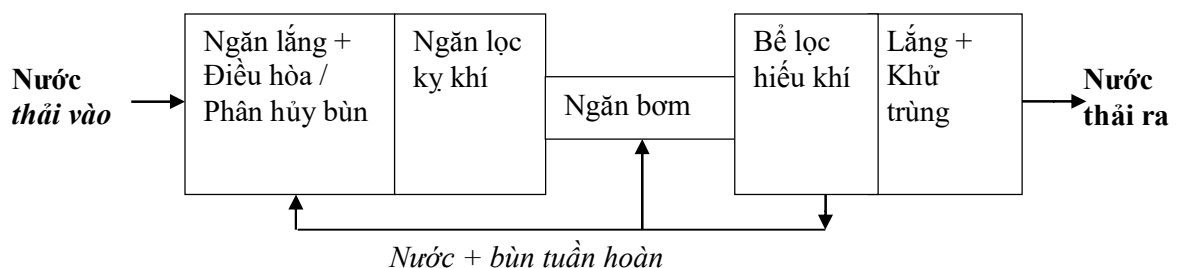 Nước
thải vào
Ngăn lắng +
Điều hòa /
Phân hủy bùn
Ngăn lọc
kỵ khí
Ngăn bơm
Bể lọc
hiếu khí
Lắng +
Khử
trùng
Nước
thải ra
Nước + bùn tuần hoàn